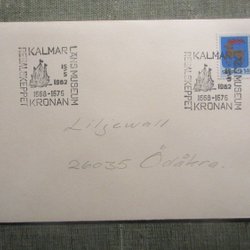 KALMAR
LÄNSMUSEUM
REGALSKEPPET
15
5
1982
1668-1676
KRONAN
KALMAR
LÄNSMUSEUM
REGALSKEPPET
15
5
1982
1668-1676
KRONAN
Liljewall
26035 Ödåkra